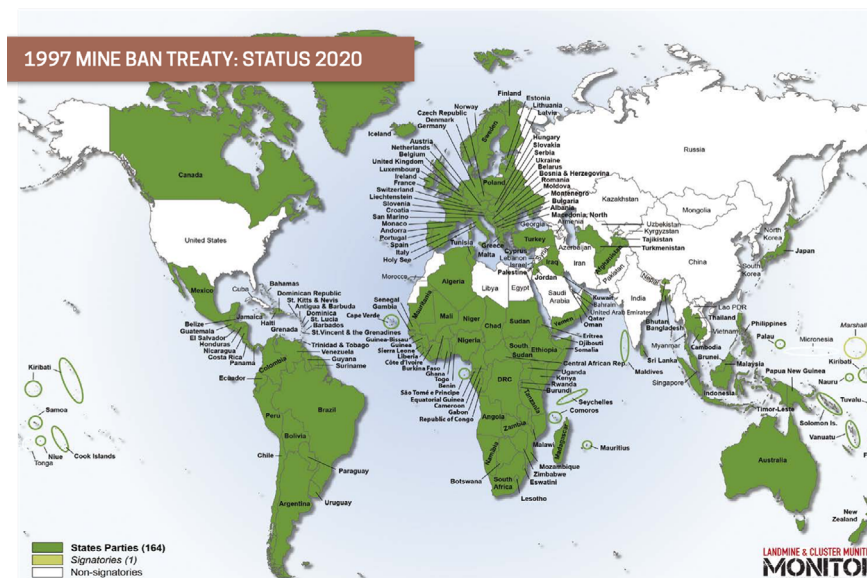 1997 MINE BAN TREATY: STATUS 2020
Finland
Estonia
Lithuania
Latvia
Norway
Czech Republic
Denmark
Germany
Iceland
Sweden
Austria
Netherlands
Belgium
United Kingdom
Luxembourg
Ireland
France
Switzerland
Liechtenstein
Slovenia
Croatia
San Marino
Monaco
Andorra
Portugal
Spain
Italy
Holy See
Hungary
Slovakia
Serbia
Ukraine
Belarus
Bosnia & Herzegovina
Romania
Moldova
Montenegro
Bulgaria
Albania
Macedonia; North
Armenia
Poland
Russia
Canada
United States
Kazakhstan
Mongolia
Georgia
Uzbekistan
Kyrgyzstan
Tajikistan
Turkmenistan
Azerbaijan
Turkey
Greece
Malta
Cyprus
Lebanon
Israel
Palestine
Syria
Iraq
Iran
Jordan
Afghanistan
Pakistan
China
North
Korea
South
Korea
Japan
Tunisia
Morocco
Algeria
Libya
Egypt
Saudi
Arabia
Kuwait
Bahrain
United Arab Emirates
Qatar
Oman
Yemen
Nepal
India
Bhutan
Bangladesh
Myanmar
Lao PDR
Thailand
Vietnam
Cambodia
Philippines
Palau
Micronesia
Marshall
Mexico
Cuba
Bahamas
Dominican Republic
St. Kitts & Nevis
Antigua & Barbuda
Dominica
St. Lucia
Barbados
St.Vincent & the Grenadines
Jamaica
Haiti
Grenada
Trinidad & Tobago
Belize
Guatemala
El Salvador
Honduras
Nicaragua
Costa Rica
Panama
Venezuela
Guyana
Suriname
Colombia
Ecuador
Peru
Brazil
Bolivia
Chile
Paraguay
Argentina
Uruguay
Kiribati
Samoa
Tonga
Niue
Cook Islands
Senegal
Gambia
Cape Verde
Guinea-Bissau
Guinea
Sierra Leone
Liberia
Côte d'Ivoire
Burkina Faso
Ghana
Togo
Benin
São Tomé e Príncipe
Equatorial Guinea
Cameroon
Gabon
Republic of Congo
Mauritania
Mali
Niger
Chad
Sudan
Nigeria
South
Sudan
Ethiopia
Eritrea
Djibouti
Somalia
Central African Rep.
Uganda
Kenya
Rwanda
Burundi
DRC
Tanzania
Angola
Zambia
Malawi
Namibia
Botswana
South
Africa
Mozambique
Zimbabwe
Eswatini
Lesotho
Madagascar
Seychelles
Comoros
Mauritius
Maldives
Sri Lanka
Singapore
Brunei
Malaysia
Indonesia
Timor-Leste
Papua New Guinea
Kiribati
Nauru
Tuvalu
Solomon Is.
Vanuatu
F
Australia
New
Zealand
States Parties (164)
Signatories (1)
Non-signatories
LANDMINE & CLUSTER MUNITI
MONITO